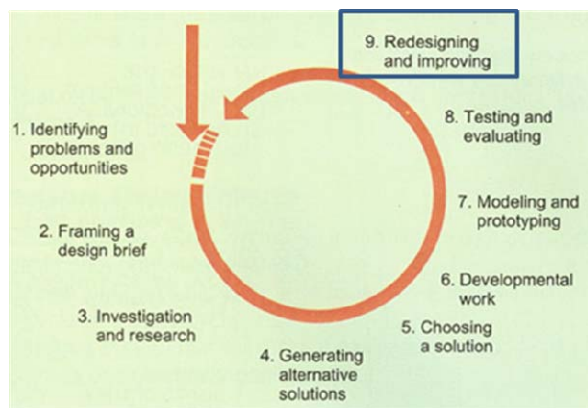 1. Identifying
problems and
opportunities
2. Framing a
design brief
3. Investigation
and research
4. Generating
alternative
solutions
5. Choosing
a solution
6. Developmental
work
7. Modeling and
prototyping
8. Testing and
evaluating
9. Redesigning
and improving